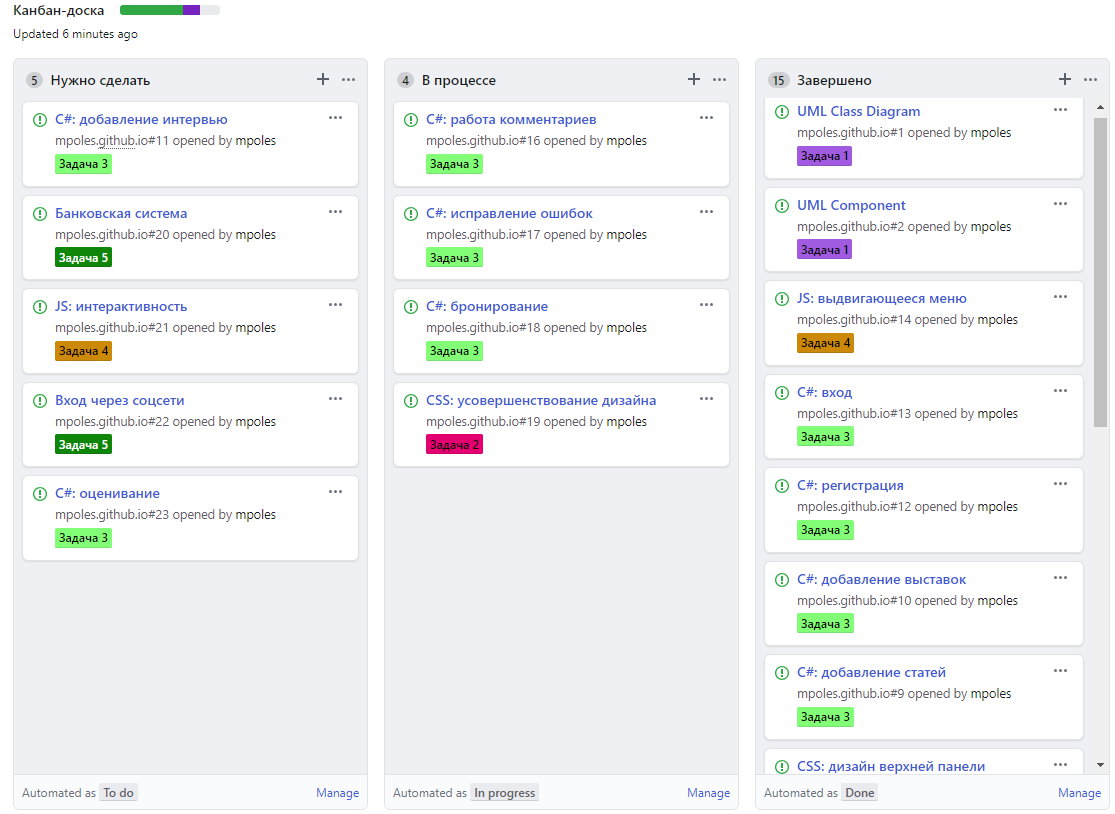 Канбан-доска
Updated 6 minutes ago
5 Нужно сделать
C#: добавление интервью
mpoles.github.io#11 opened by mpoles
Задача 3
Банковская система
mpoles.github.io#20 opened by mpoles
Задача 5
JS: интерактивность
mpoles.github.io#21 opened by mpoles
Задача 4
Вход через соцсети
mpoles.github.io#22 opened by mpoles
Задача 5
C#: оценивание
mpoles.github.io#23 opened by mpoles
Задача 3
Automated as To do
Manage
4 В процессе
C#: работа комментариев
mpoles.github.io#16 opened by mpoles
Задача 3
C#: исправление ошибок
mpoles.github.io#17 opened by mpoles
Задача 3
C#: бронирование
mpoles.github.io#18 opened by mpoles
Задача 3
CSS: усовершенствование дизайна
mpoles.github.io#19 opened by mpoles
Задача 2
Automated as In progress
Manage
15 Завершено
UML Class Diagram
mpoles.github.io#1 opened by mpoles
Задача 1
UML Component
mpoles.github.io#2 opened by mpoles
Задача 1
JS: выдвигающееся меню
mpoles.github.io#14 opened by mpoles
Задача 4
C#: вход
mpoles.github.io#13 opened by mpoles
Задача 3
C#: регистрация
mpoles.github.io#12 opened by mpoles
Задача 3
C#: добавление выставок
mpoles.github.io#10 opened by mpoles
Задача 3
C#: добавление статей
mpoles.github.io#9 opened by mpoles
Задача 3
CSS: дизайн верхней панели
Automated as Done
Manage